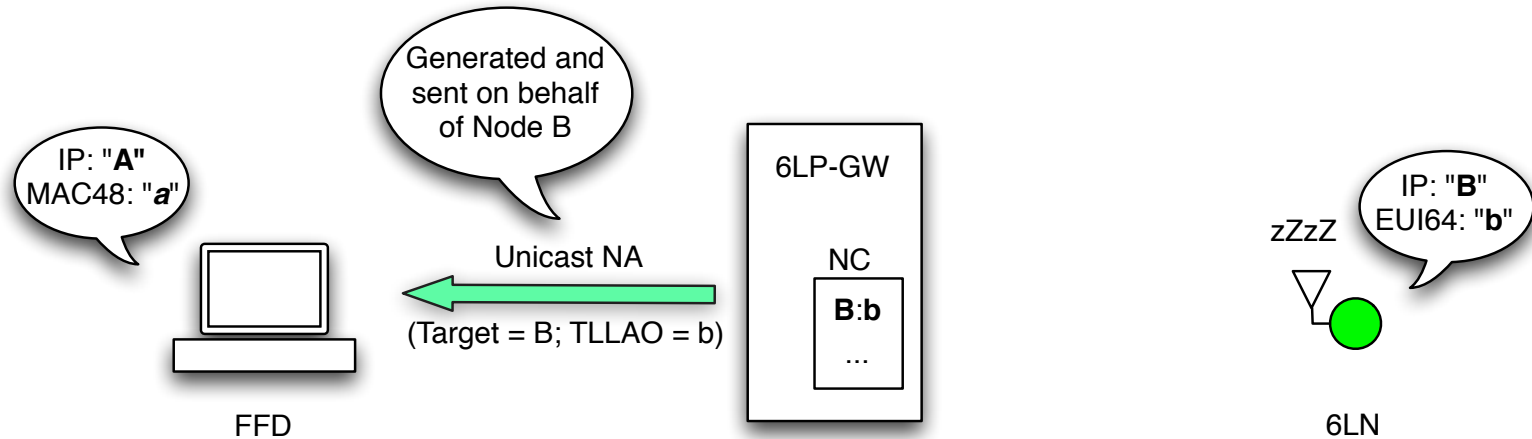 Generated and
sent on behalf
of Node B
IP: "A"
MAC48: "a"
FFD
Unicast NA
(Target = B; TLLAO = b)
6LP-GW
NC
B:b
...
zZzZ
IP: "B"
EUI64: "b"
6LN